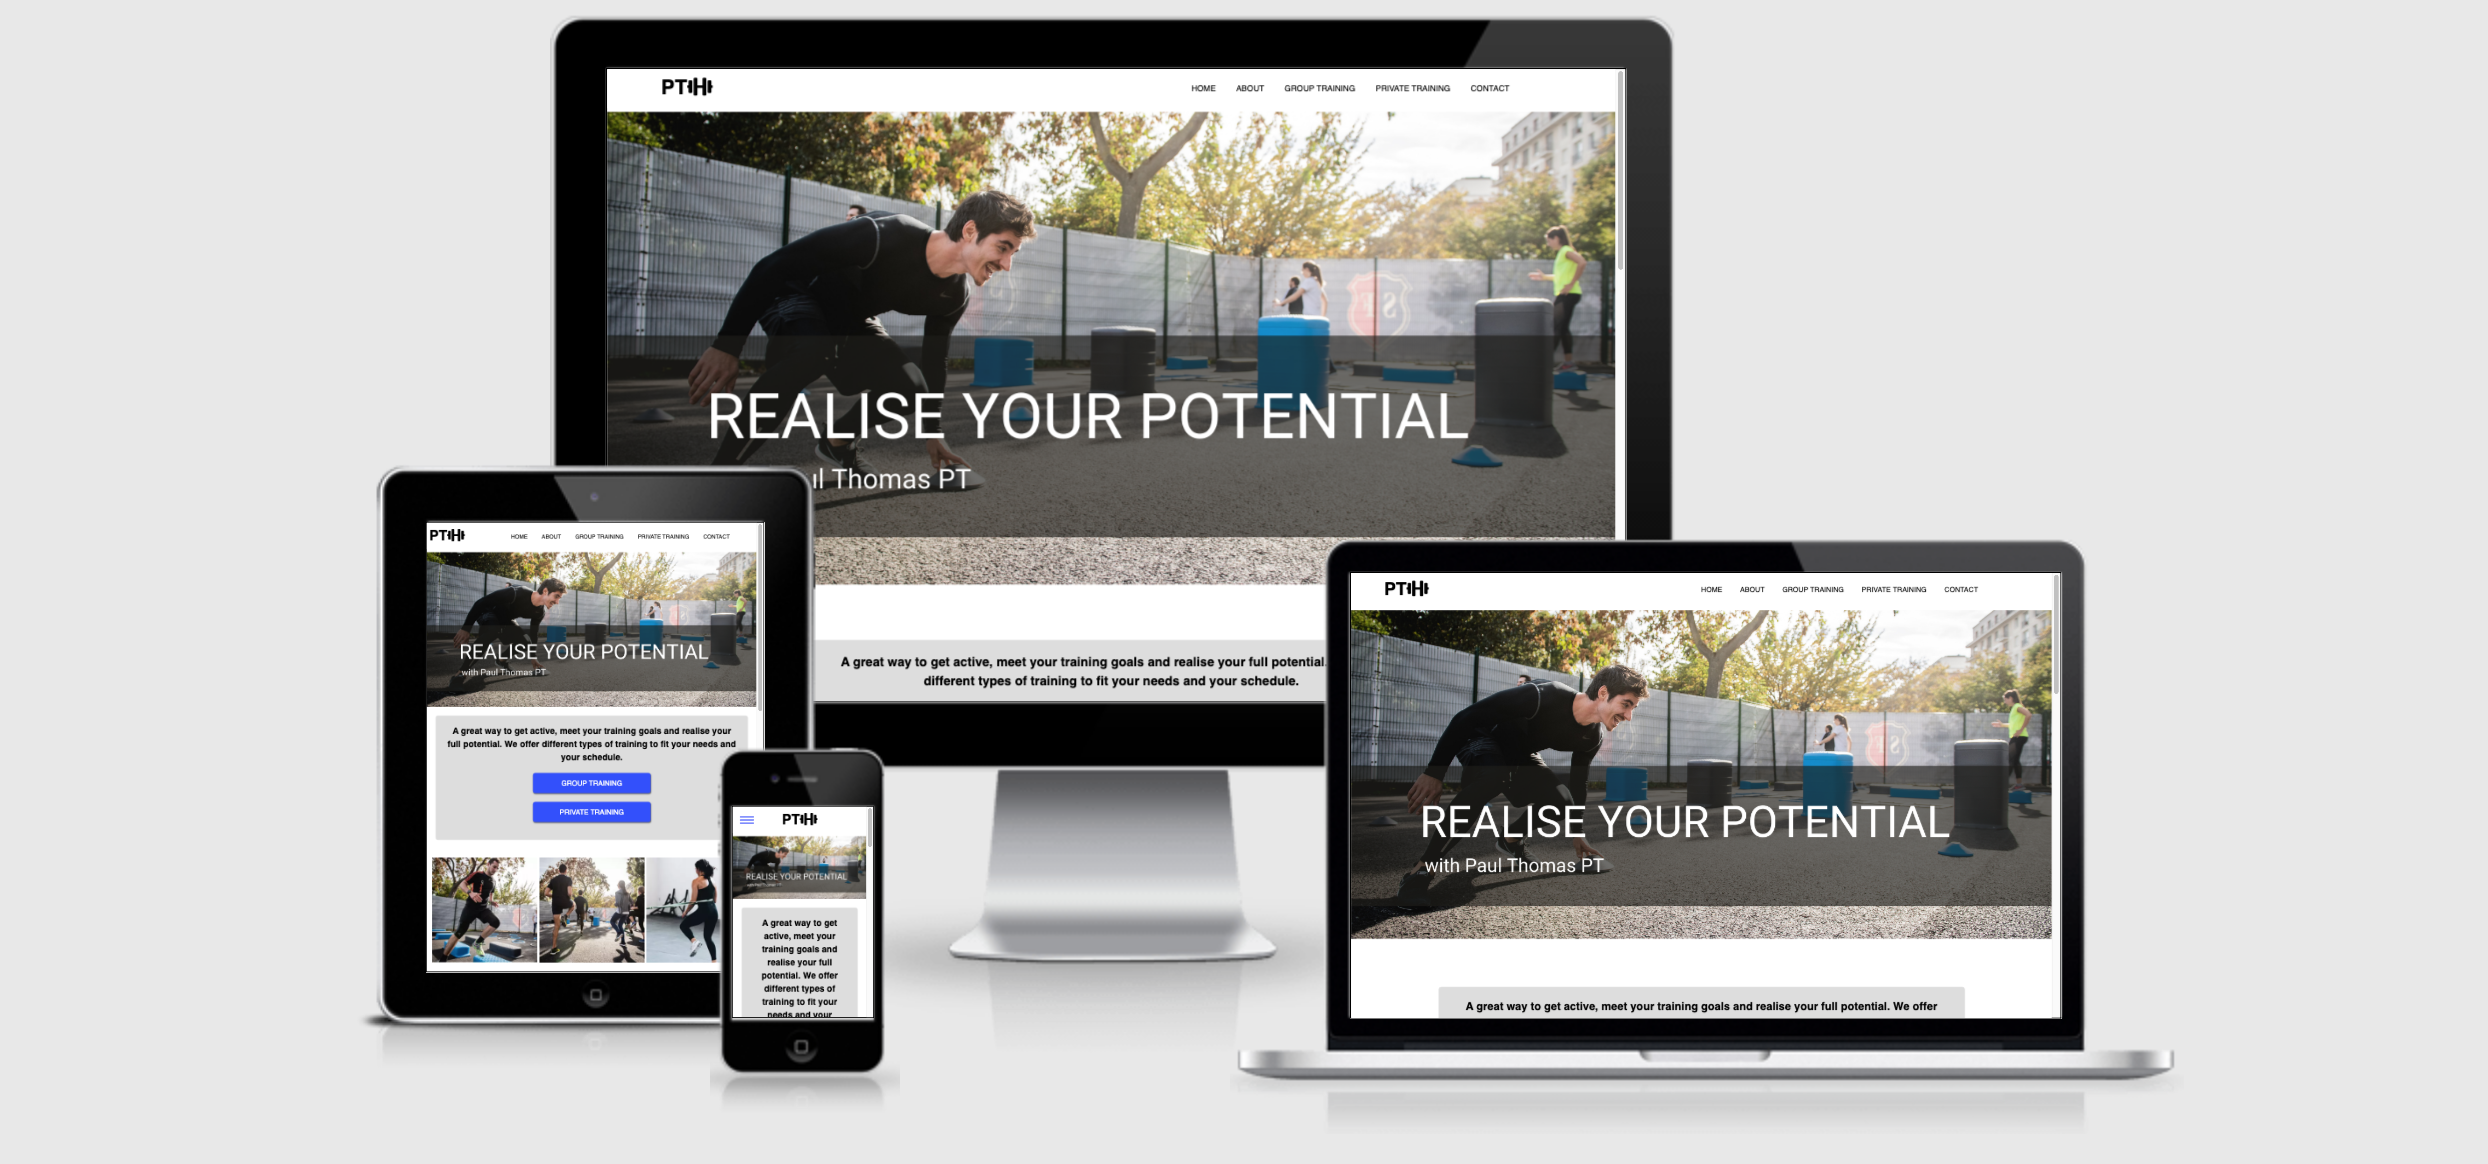 PTH
HOME ABOUT GROUP TRAINING PRIVATE TRAINING CONTACT
REALISE YOUR POTENTIAL
ul Thomas PT
A great way to get active, meet your training goals and realise your full potential.
different types of training to fit your needs and your schedule.
PTH
HOME ABOUT GROUP TRAINING PRIVATE TRAINING CONTACT
REALISE YOUR POTENTIAL
with Paul Thomas PT
A great way to get active, meet your training goals and realise your
full potential. We offer different types of training to fit your needs and
your schedule.
GROUP TRAINING
PRIVATE TRAINING
PTH
REALISE YOUR POTENTIAL
A great way to get
active, meet your
training goals and
realise your full
potential. We offer
different types of
training to fit your
needs and your
PTH
HOME ABOUT GROUP TRAINING PRIVATE TRAINING CONTACT
REALISE YOUR POTENTIAL
with Paul Thomas PT
A great way to get active, meet your training goals and realise your full potential. We offer